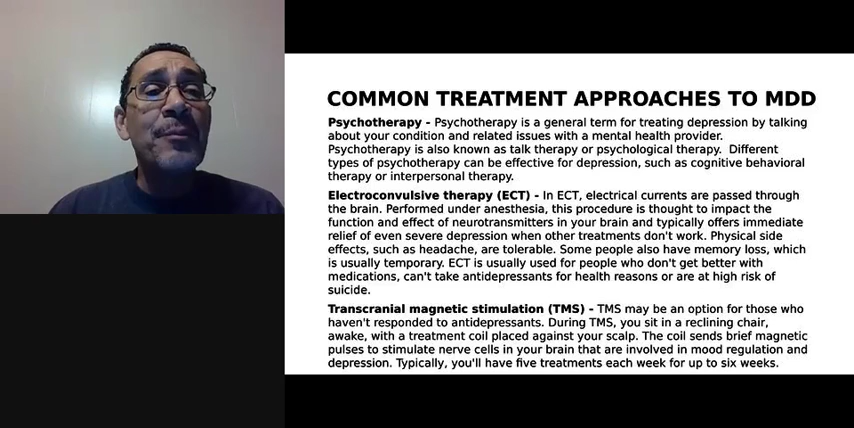 COMMON TREATMENT APPROACHES TO MDD
Psychotherapy - Psychotherapy is a general term for treating depression by talking
about your condition and related issues with a mental health provider.
Psychotherapy is also known as talk therapy or psychological therapy.  Different
types of psychotherapy can be effective for depression, such as cognitive behavioral
therapy or interpersonal therapy.
Electroconvulsive therapy (ECT) - In ECT, electrical currents are passed through
the brain. Performed under anesthesia, this procedure is thought to impact the
function and effect of neurotransmitters in your brain and typically offers immediate
relief of even severe depression when other treatments don't work. Physical side
effects, such as headache, are tolerable. Some people also have memory loss, which
is usually temporary. ECT is usually used for people who don't get better with
medications, can't take antidepressants for health reasons or are at high risk of
suicide.
Transcranial magnetic stimulation (TMS) - TMS may be an option for those who
haven't responded to antidepressants. During TMS, you sit in a reclining chair,
awake, with a treatment coil placed against your scalp. The coil sends brief magnetic
pulses to stimulate nerve cells in your brain that are involved in mood regulation and
depression. Typically, you'll have five treatments each week for up to six weeks.